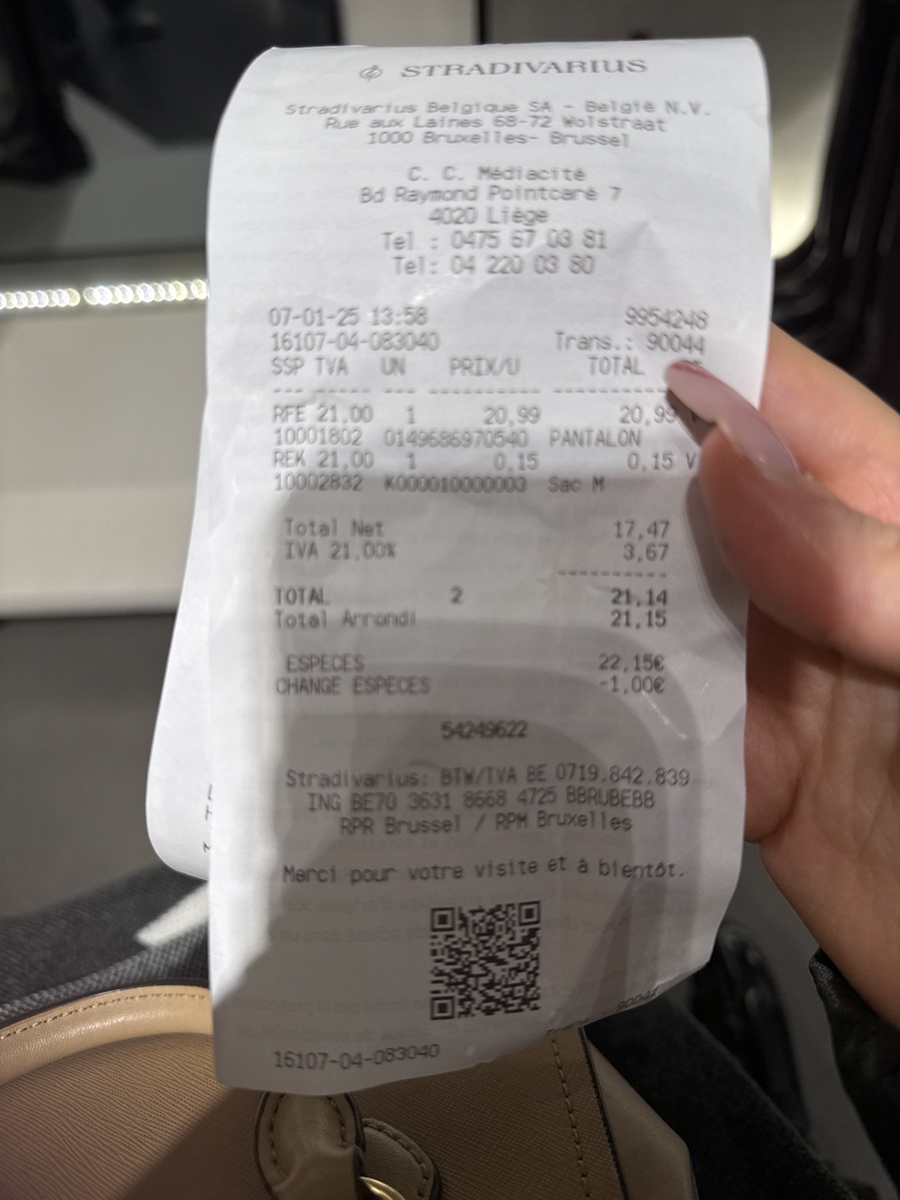 STRADIVARIUS
Stradivarius Belgique SA - België N.V.
Rue aux Laines 68-72 Wolstraat
1000 Bruxelles- Brussel
C. C. Médiacité
Bd Raymond Pointcaré 7
4020 Liège
Tel : 0475 67 03 81
Tel: 04 220 03 80
07-01-25 13:58 9954248
16107-04-083040 Trans.: 90044
SSP TVA UN PRIX/U TOTAL
--- --- --- ------- ----------
RFE 21,00 1 20,99 20,99
10001802 0149686970540 PANTALON
REK 21,00 1 0,15 0,15 V
10002832 K000010000003 Sac M
Total Net 17,47
IVA 21,00% 3,67
----------
TOTAL 2 21,14
Total Arrondi 21,15
ESPECES 22,15€
CHANGE ESPECES -1,00€
54249622
Stradivarius: BTW/TVA BE 0719.842.839
ING BE70 3631 8668 4725 BBRUBEBB
RPR Brussel / RPM Bruxelles
Merci pour votre visite et à bientôt.
16107-04-083040